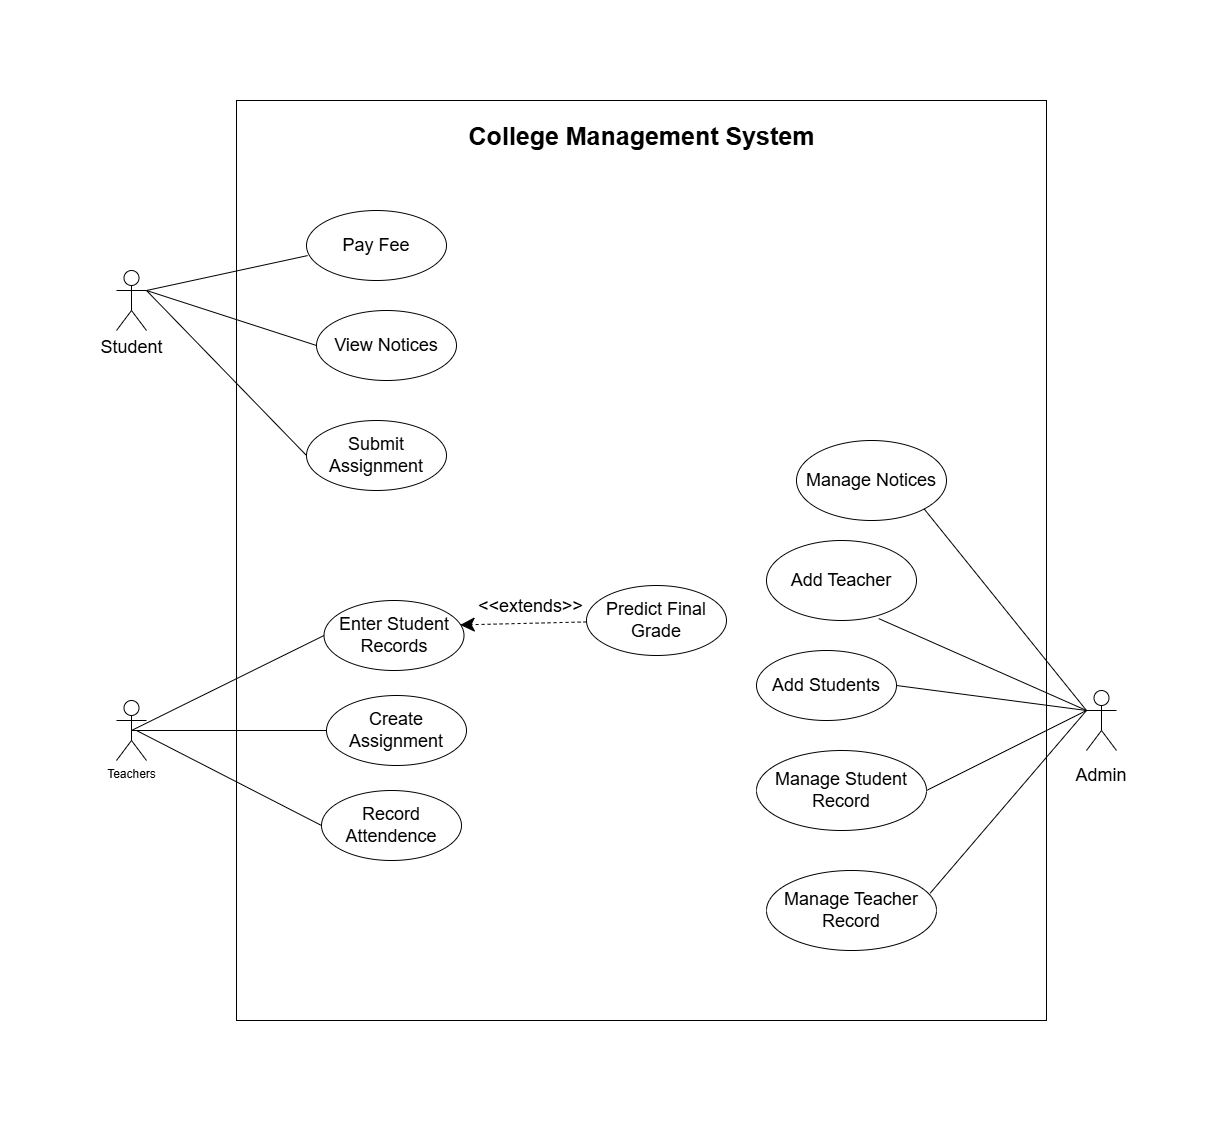 College Management System
Pay Fee
Student
View Notices
Submit
Assignment
Manage Notices
Add Teacher
<<extends>>
Enter Student
Records
Predict Final
Grade
Add Students
Create
Assignment
Teachers
Admin
Manage Student
Record
Record
Attendence
Manage Teacher
Record